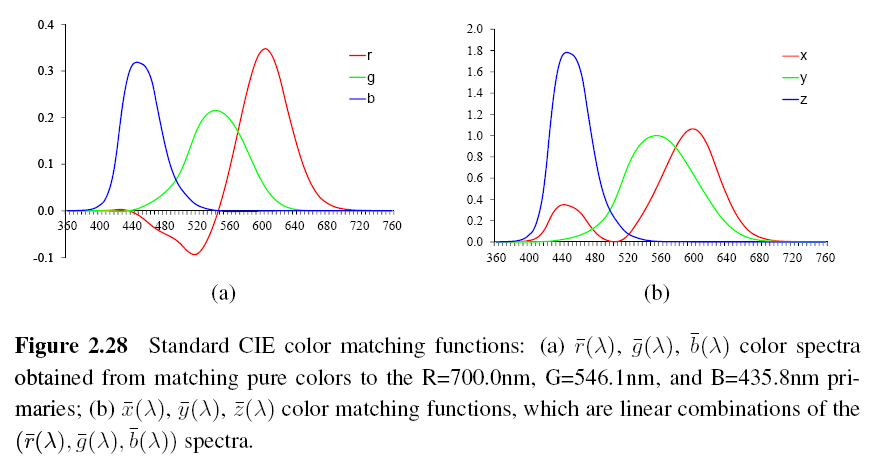 0.4
0.3
0.2
0.1
0.0
-0.1
360 400 440 480 520 560 600 640 680 720 760
r
g
b
(a)
2.0
1.8
1.6
1.4
1.2
1.0
0.8
0.6
0.4
0.2
0.0
360 400 440 480 520 560 600 640 680 720 760
x
y
z
(b)
Figure 2.28 Standard CIE color matching functions: (a) r̄(λ), ḡ(λ), b̄(λ) color spectra
obtained from matching pure colors to the R=700.0nm, G=546.1nm, and B=435.8nm pri-
maries; (b) x̄(λ), ȳ(λ), z̄(λ) color matching functions, which are linear combinations of the
(r̄(λ), ḡ(λ), b̄(λ)) spectra.